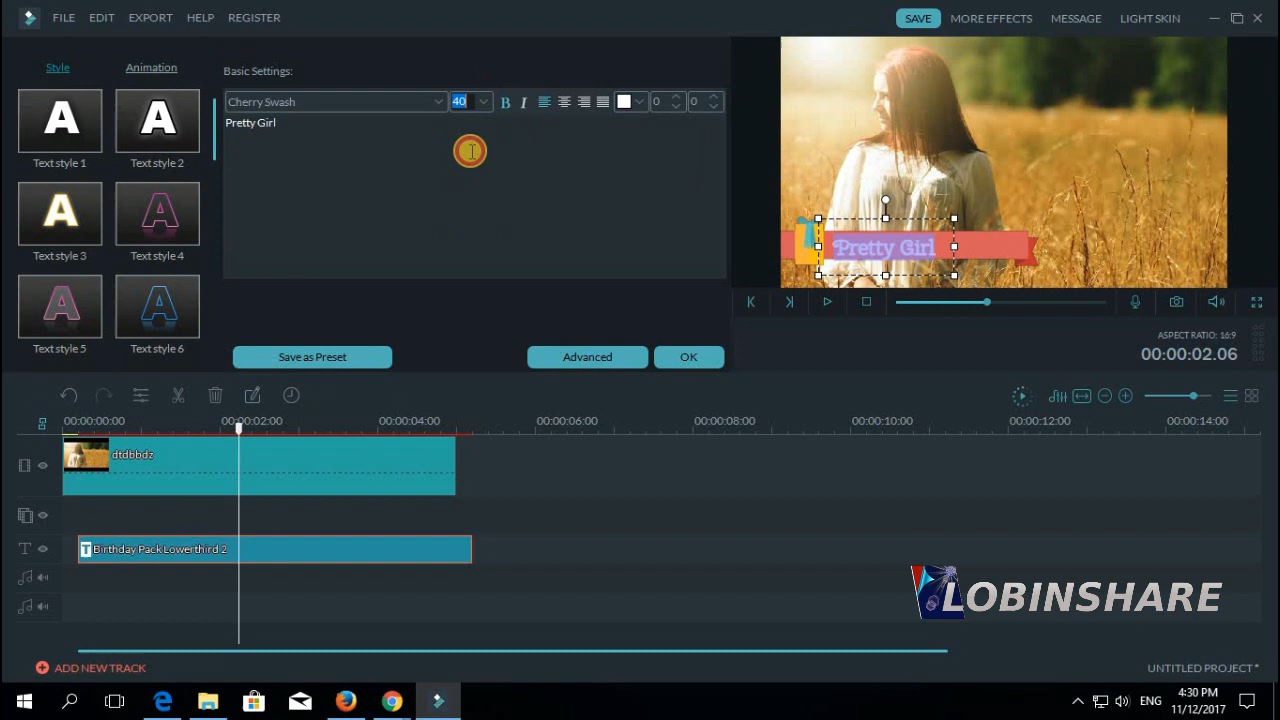 FILE EDIT EXPORT HELP REGISTER SAVE MORE EFFECTS MESSAGE LIGHT SKIN
Style Animation
Basic Settings:
Cherry Swash 40 B I 0 0
Pretty Girl
A A
Text style 1 Text style 2
A A
Text style 3 Text style 4
A A
Text style 5 Text style 6
Pretty Girl
Save as Preset Advanced OK
ASPECT RATIO: 16:9
00:00:02.06
00:00:00:00 00:00:02:00 00:00:04:00 00:00:06:00 00:00:08:00 00:00:10:00 00:00:12:00 00:00:14:00
dtdbbdz
T T Birthday Pack Lowerthird 2
LOBINSHARE
ADD NEW TRACK UNTITLED PROJECT *
ENG 4:30 PM
11/12/2017